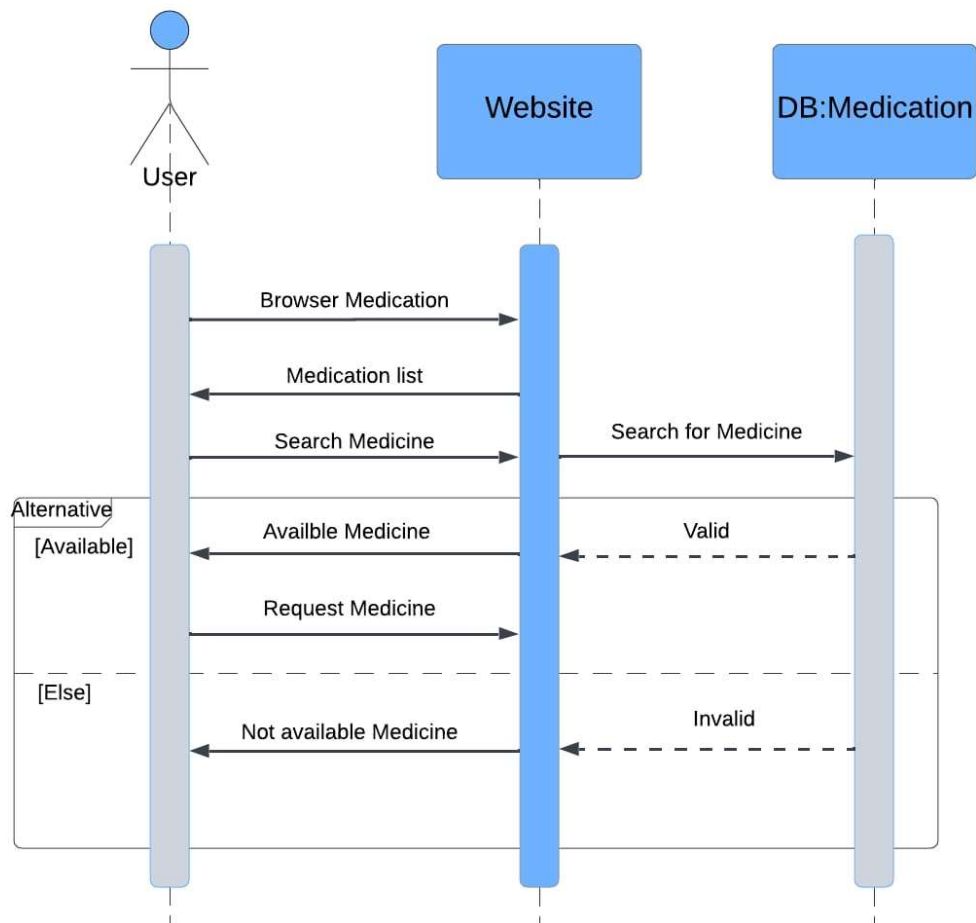 User
Website
DB:Medication
Browser Medication
Medication list
Search Medicine
Search for Medicine
Alternative
[Available]
Availble Medicine
Valid
Request Medicine
[Else]
Not available Medicine
Invalid